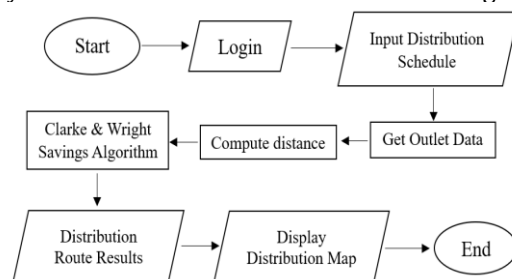 Start
Login
Input Distribution
Schedule
Clarke & Wright
Savings Algorithm
Compute distance
Get Outlet Data
Distribution
Route Results
Display
Distribution Map
End